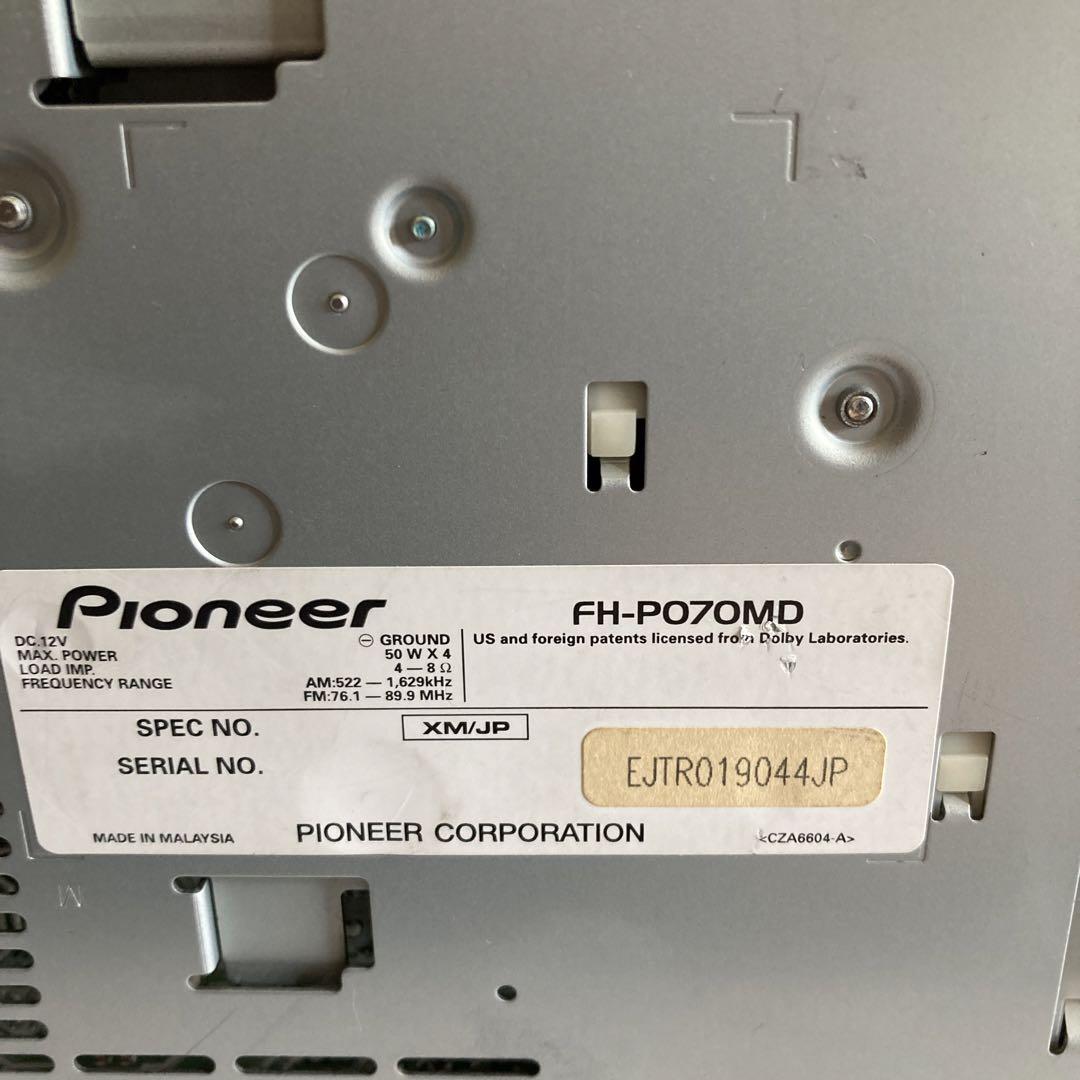 Pioneer
FH-P070MD
DC.12V ⊖ GROUND
MAX. POWER 50 W X 4
LOAD IMP. 4 — 8 Ω
FREQUENCY RANGE AM:522 — 1,629kHz
FM:76.1 — 89.9 MHz
US and foreign patents licensed from Dolby Laboratories.
SPEC NO. XM/JP
SERIAL NO. EJTR019044JP
MADE IN MALAYSIA PIONEER CORPORATION <CZA6604-A>
M